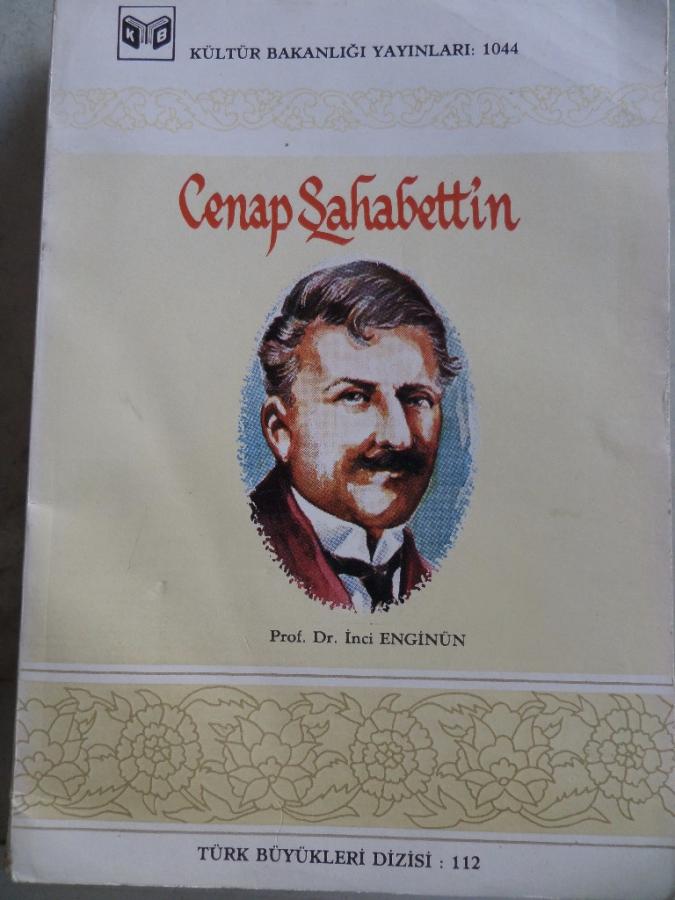 K B
KÜLTÜR BAKANLIĞI YAYINLARI: 1044
Cenap Şahabettin
Prof. Dr. İnci ENGİNÜN
TÜRK BÜYÜKLERİ DİZİSİ : 112